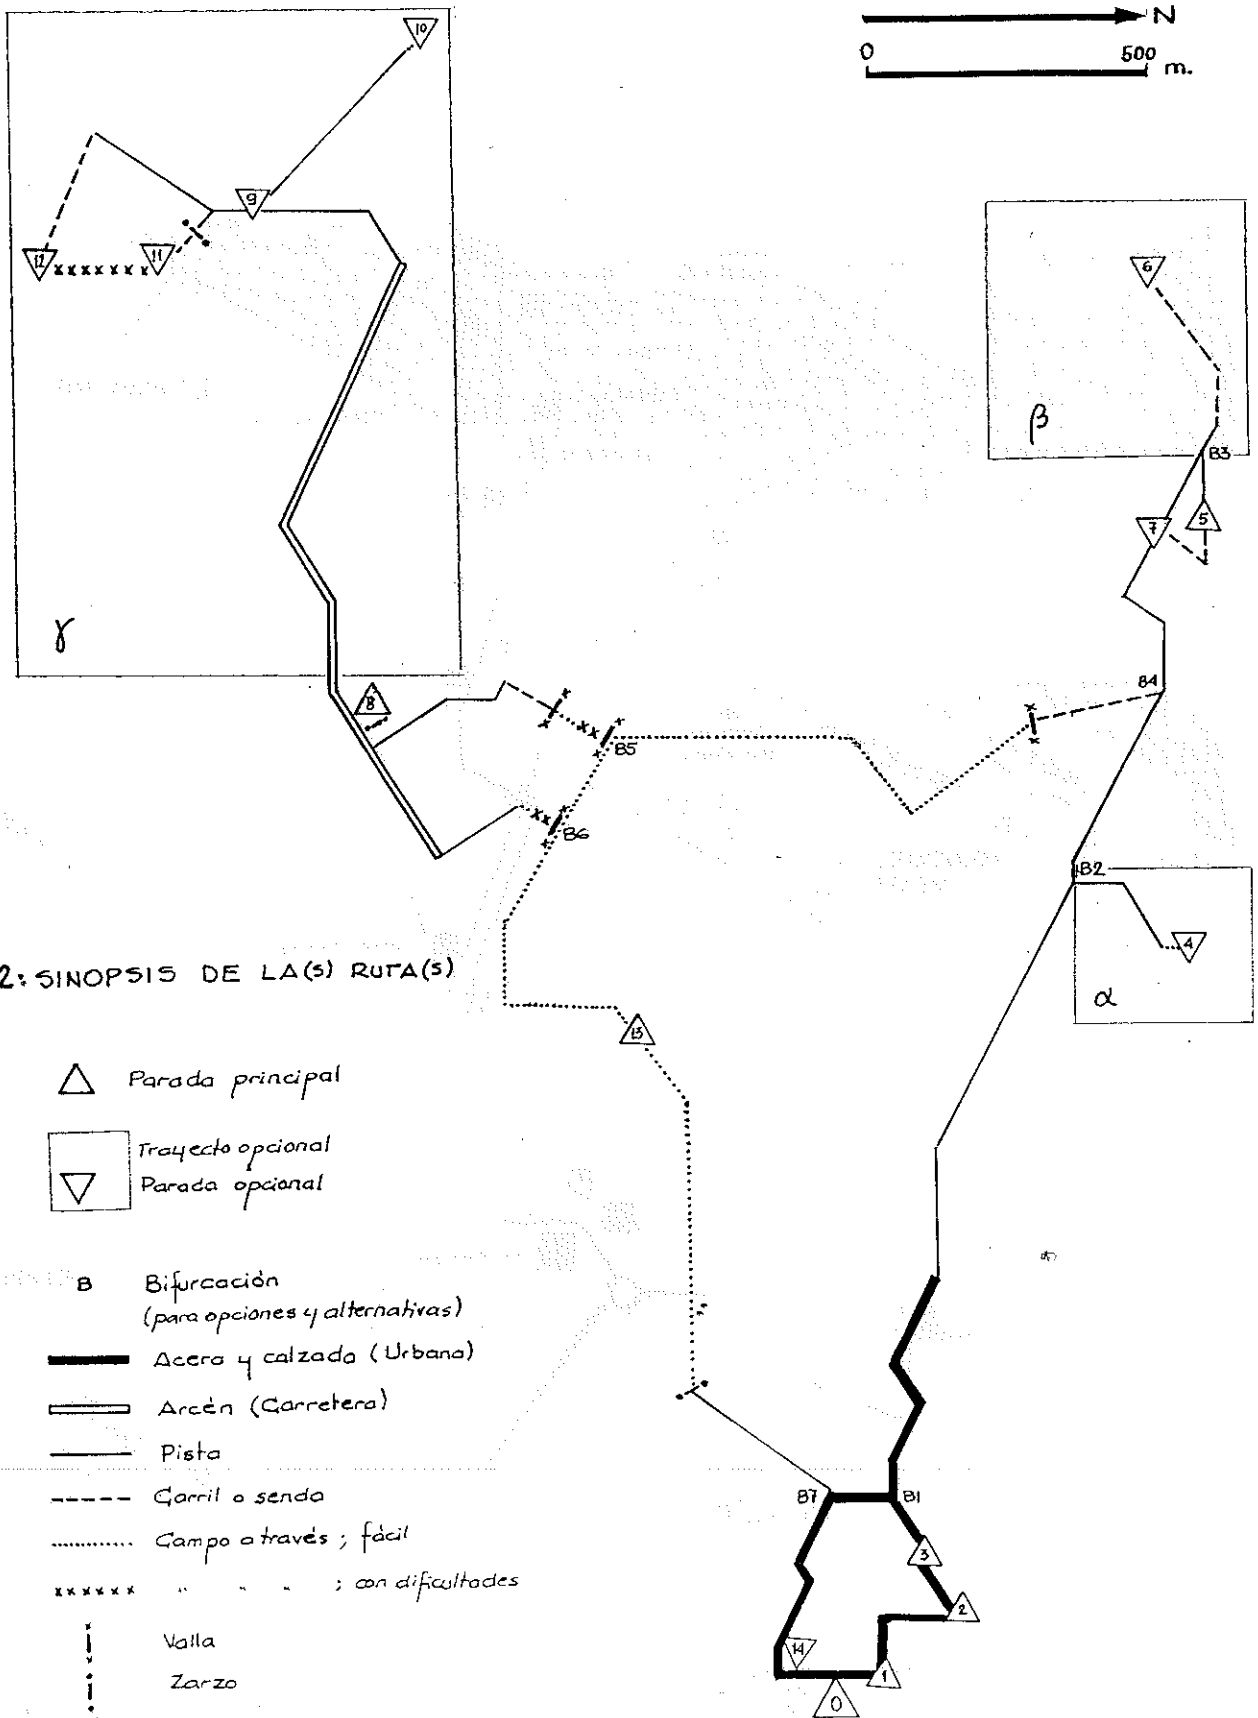 10
N
0
500
m.
9
12
11
6
β
B3
7
5
γ
8
B4
B5
B6
B2
4
α
2: SINOPSIS DE LA(S) RUTA(S)
13
Parada principal
Trayecto opcional
Parada opcional
B Bifurcación
(para opciones y alternativas)
Acera y calzada (Urbana)
Arcén (Carretera)
Pista
Carril o senda
Campo a través ; fácil
" " " ; con dificultades
Valla
Zarzo
B7
B1
3
2
14
1
0